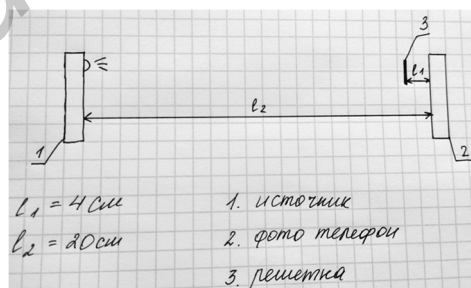 3
l₁
l₂
1
2
l₁ = 4 см
l₂ = 20 см
1. источник
2. фото телефон
3. решетка